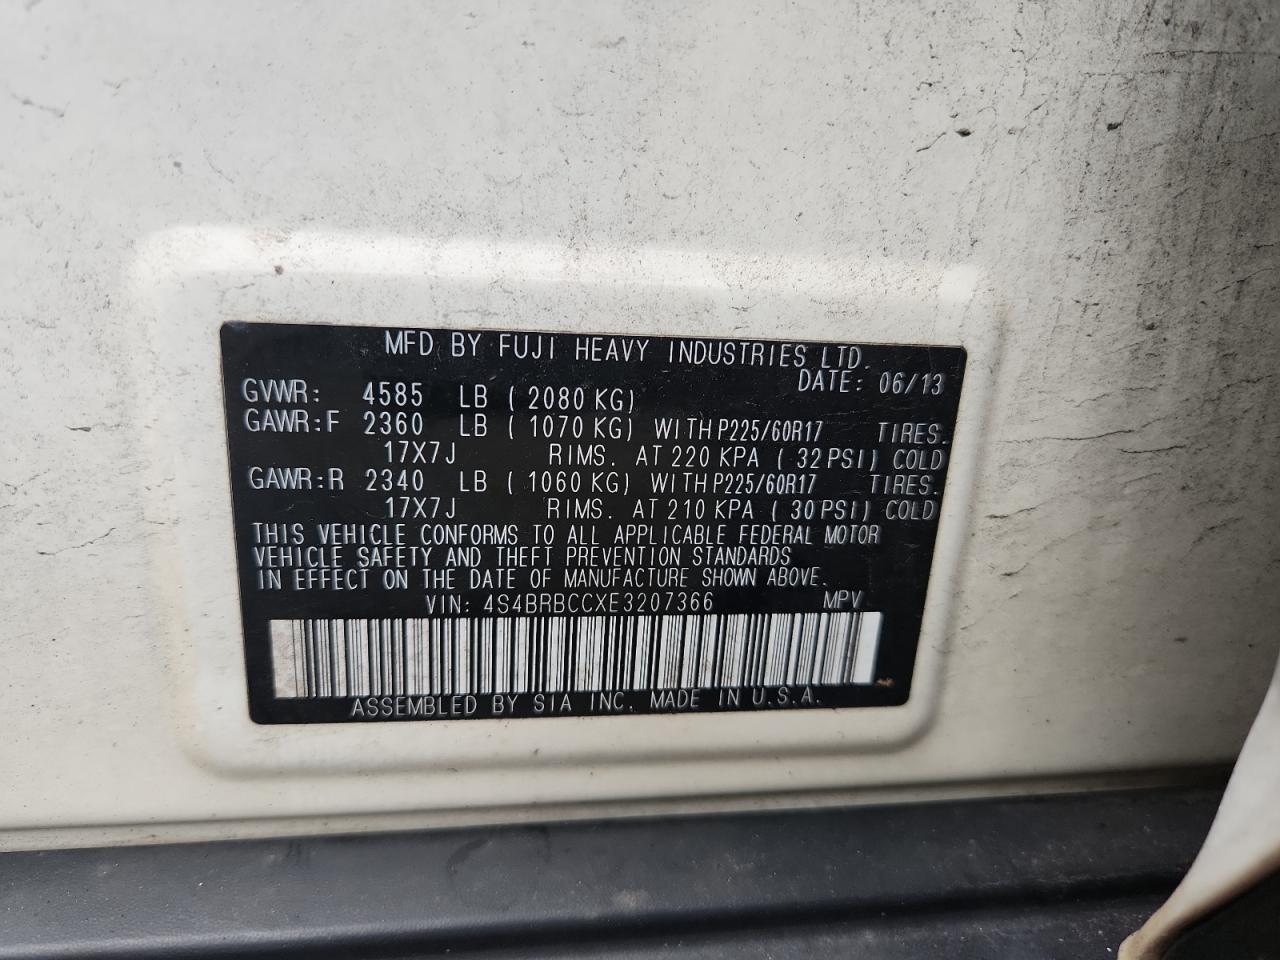 MFD BY FUJI HEAVY INDUSTRIES LTD.
DATE: 06/13
GVWR: 4585 LB ( 2080 KG)
GAWR:F 2360 LB ( 1070 KG) WITH P225/60R17 TIRES.
17X7J RIMS. AT 220 KPA ( 32 PSI) COLD
GAWR:R 2340 LB ( 1060 KG) WITH P225/60R17 TIRES.
17X7J RIMS. AT 210 KPA ( 30 PSI) COLD
THIS VEHICLE CONFORMS TO ALL APPLICABLE FEDERAL MOTOR
VEHICLE SAFETY AND THEFT PREVENTION STANDARDS
IN EFFECT ON THE DATE OF MANUFACTURE SHOWN ABOVE.
VIN: 4S4BRBCCXE3207366 MPV
ASSEMBLED BY SIA INC. MADE IN U.S.A.